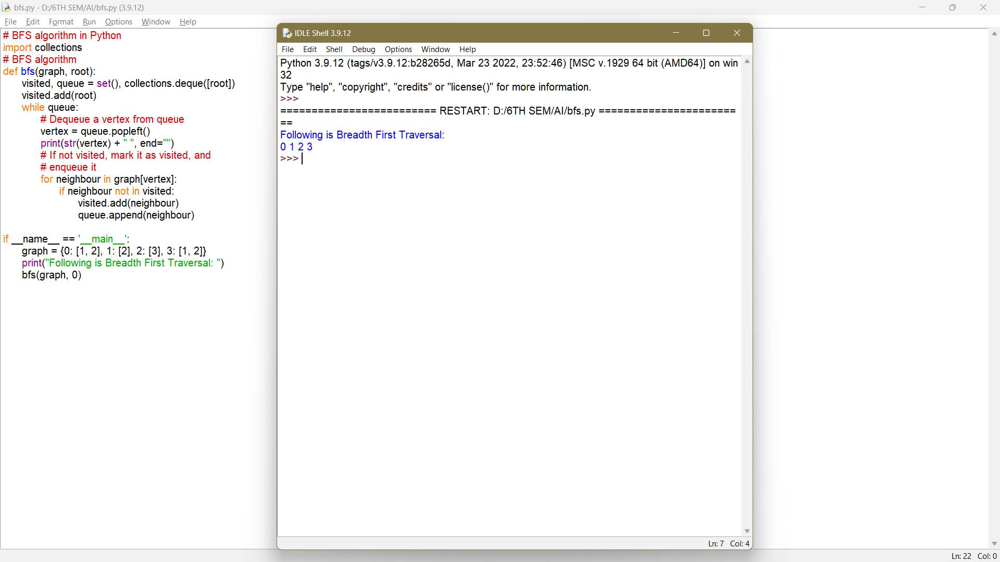 bfs.py - D:/6TH SEM/AI/bfs.py (3.9.12)
File Edit Format Run Options Window Help
# BFS algorithm in Python
import collections
# BFS algorithm
def bfs(graph, root):
    visited, queue = set(), collections.deque([root])
    visited.add(root)
    while queue:
        # Dequeue a vertex from queue
        vertex = queue.popleft()
        print(str(vertex) + " ", end="")
        # If not visited, mark it as visited, and
        # enqueue it
        for neighbour in graph[vertex]:
            if neighbour not in visited:
                visited.add(neighbour)
                queue.append(neighbour)
if __name__ == '__main__':
    graph = {0: [1, 2], 1: [2], 2: [3], 3: [1, 2]}
    print("Following is Breadth First Traversal: ")
    bfs(graph, 0)
IDLE Shell 3.9.12
File Edit Shell Debug Options Window Help
Python 3.9.12 (tags/v3.9.12:b28265d, Mar 23 2022, 23:52:46) [MSC v.1929 64 bit (AMD64)] on win
32
Type "help", "copyright", "credits" or "license()" for more information.
>>>
========================= RESTART: D:/6TH SEM/AI/bfs.py ======================
==
Following is Breadth First Traversal:
0 1 2 3
>>>
Ln: 7 Col: 4
Ln: 22 Col: 0